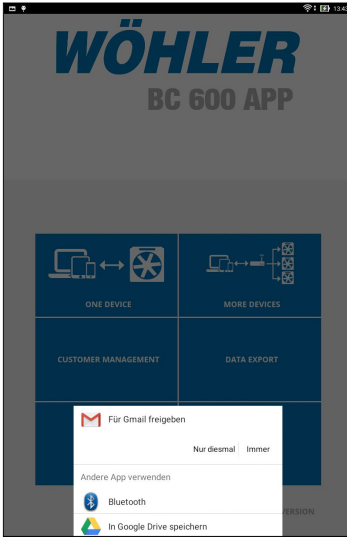 13:43
WÖHLER
BC 600 APP
ONE DEVICE
MORE DEVICES
CUSTOMER MANAGEMENT
DATA EXPORT
Für Gmail freigeben
Nur diesmal
Immer
Andere App verwenden
Bluetooth
In Google Drive speichern
VERSION